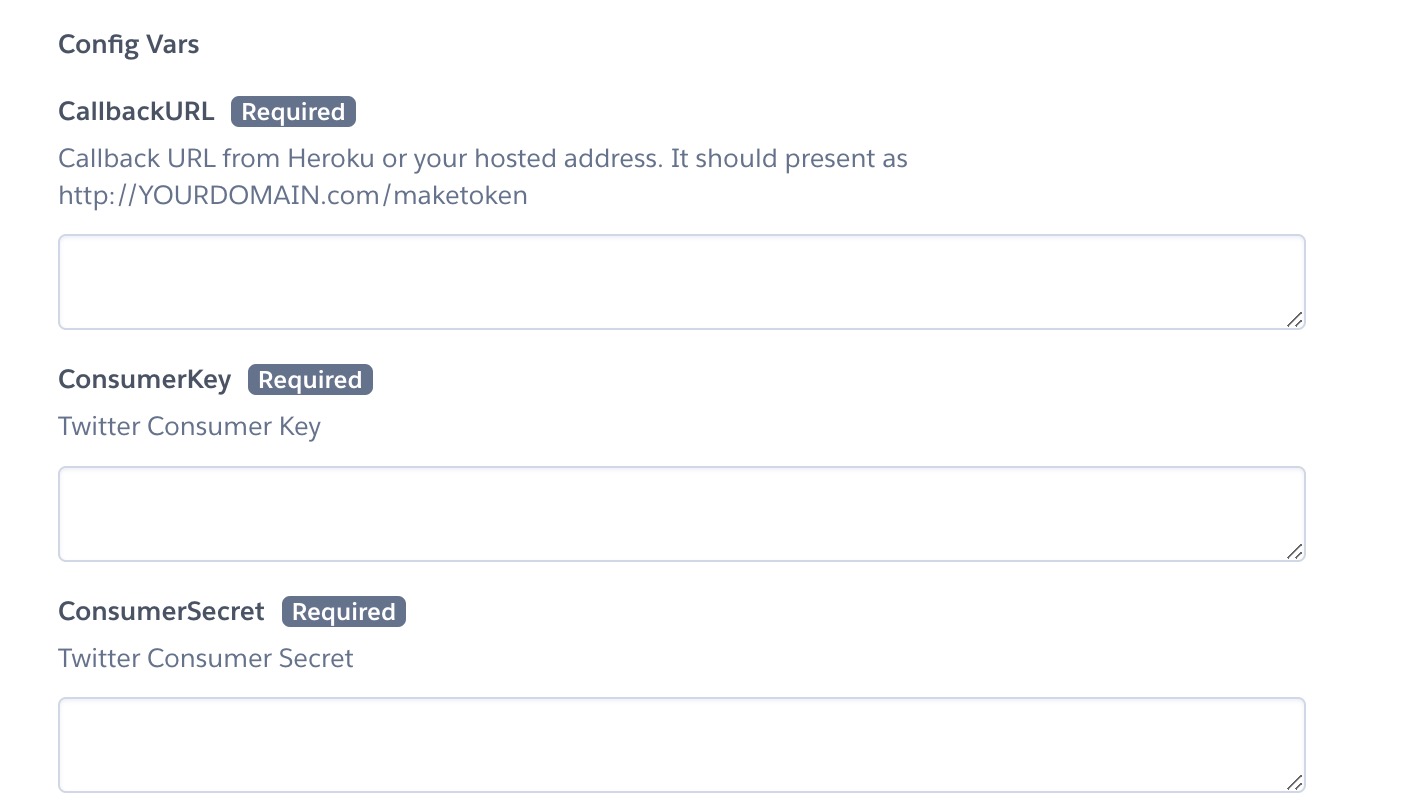 Config Vars
CallbackURL Required
Callback URL from Heroku or your hosted address. It should present as
http://YOURDOMAIN.com/maketoken
ConsumerKey Required
Twitter Consumer Key
ConsumerSecret Required
Twitter Consumer Secret